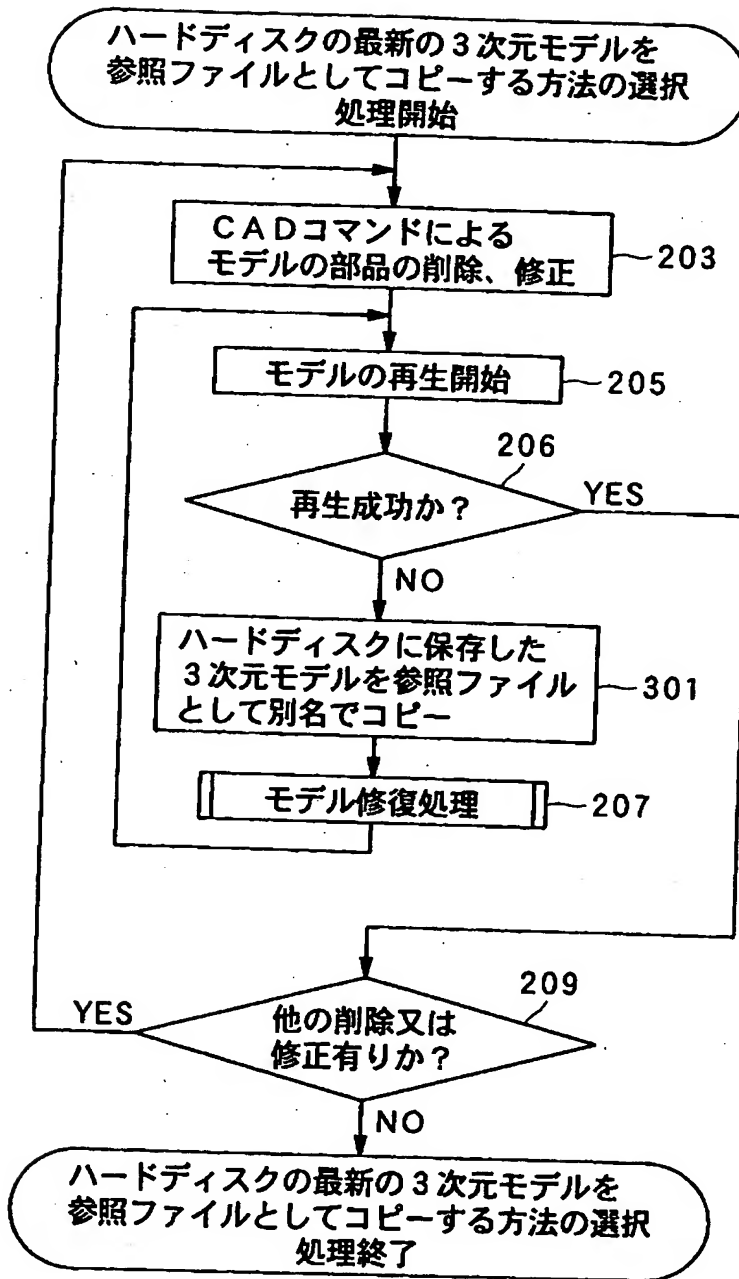 ハードディスクの最新の3次元モデルを
参照ファイルとしてコピーする方法の選択
処理開始
CADコマンドによる
モデルの部品の削除、修正
203
モデルの再生開始
205
206
再生成功か?
YES
NO
ハードディスクに保存した
3次元モデルを参照ファイル
として別名でコピー
301
モデル修復処理
207
209
YES
他の削除又は
修正有りか?
NO
ハードディスクの最新の3次元モデルを
参照ファイルとしてコピーする方法の選択
処理終了